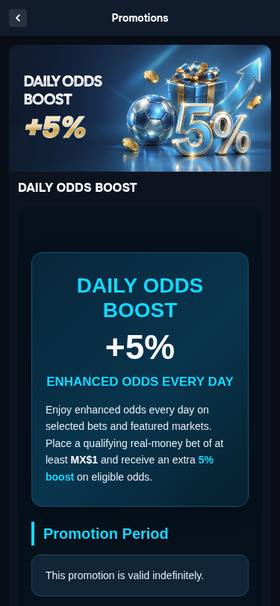 Promotions
DAILY ODDS
BOOST
+5%
5%
DAILY ODDS BOOST
DAILY ODDS
BOOST
+5%
ENHANCED ODDS EVERY DAY
Enjoy enhanced odds every day on
selected bets and featured markets.
Place a qualifying real-money bet of at
least MX$1 and receive an extra 5%
boost on eligible odds.
Promotion Period
This promotion is valid indefinitely.